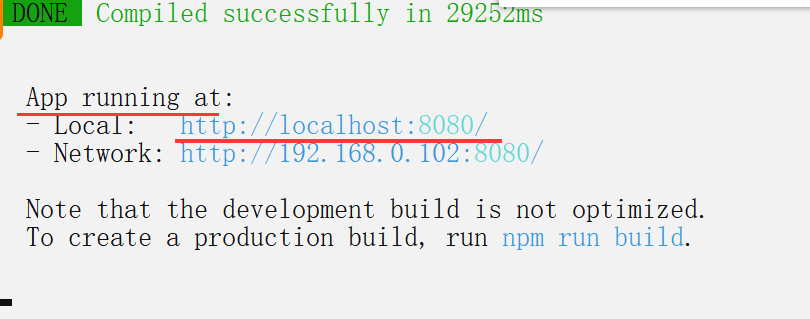 DONE Compiled successfully in 29252ms
App running at:
- Local: http://localhost:8080/
- Network: http://192.168.0.102:8080/
Note that the development build is not optimized.
To create a production build, run npm run build.